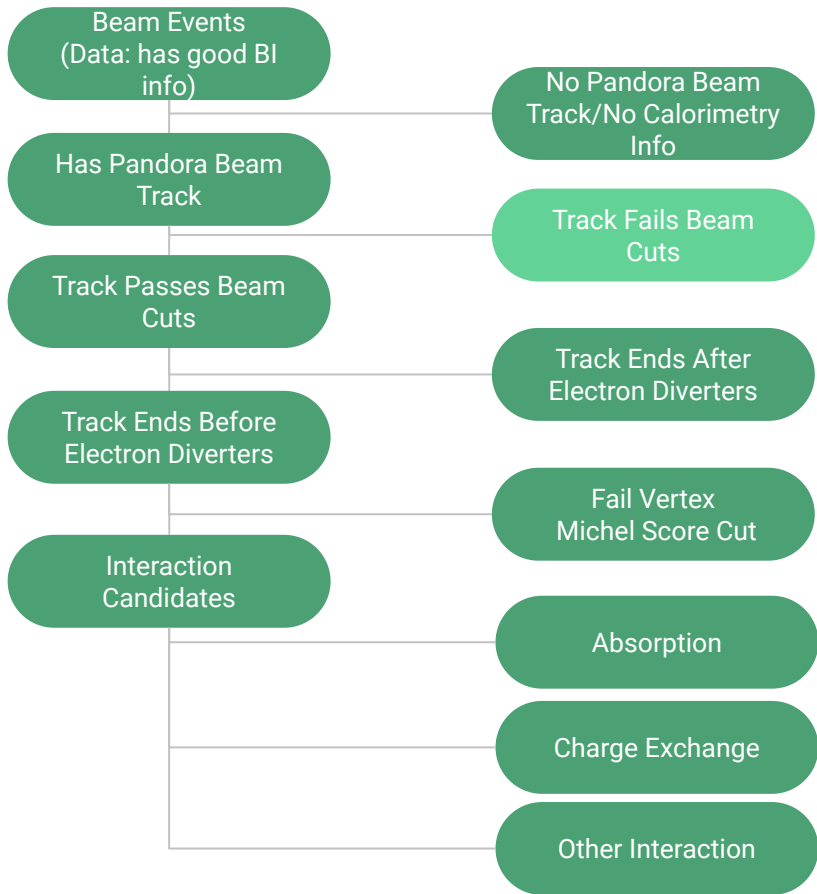 Beam Events
(Data: has good BI
info)
No Pandora Beam
Track/No Calorimetry
Info
Has Pandora Beam
Track
Track Fails Beam
Cuts
Track Passes Beam
Cuts
Track Ends After
Electron Diverters
Track Ends Before
Electron Diverters
Fail Vertex
Michel Score Cut
Interaction
Candidates
Absorption
Charge Exchange
Other Interaction